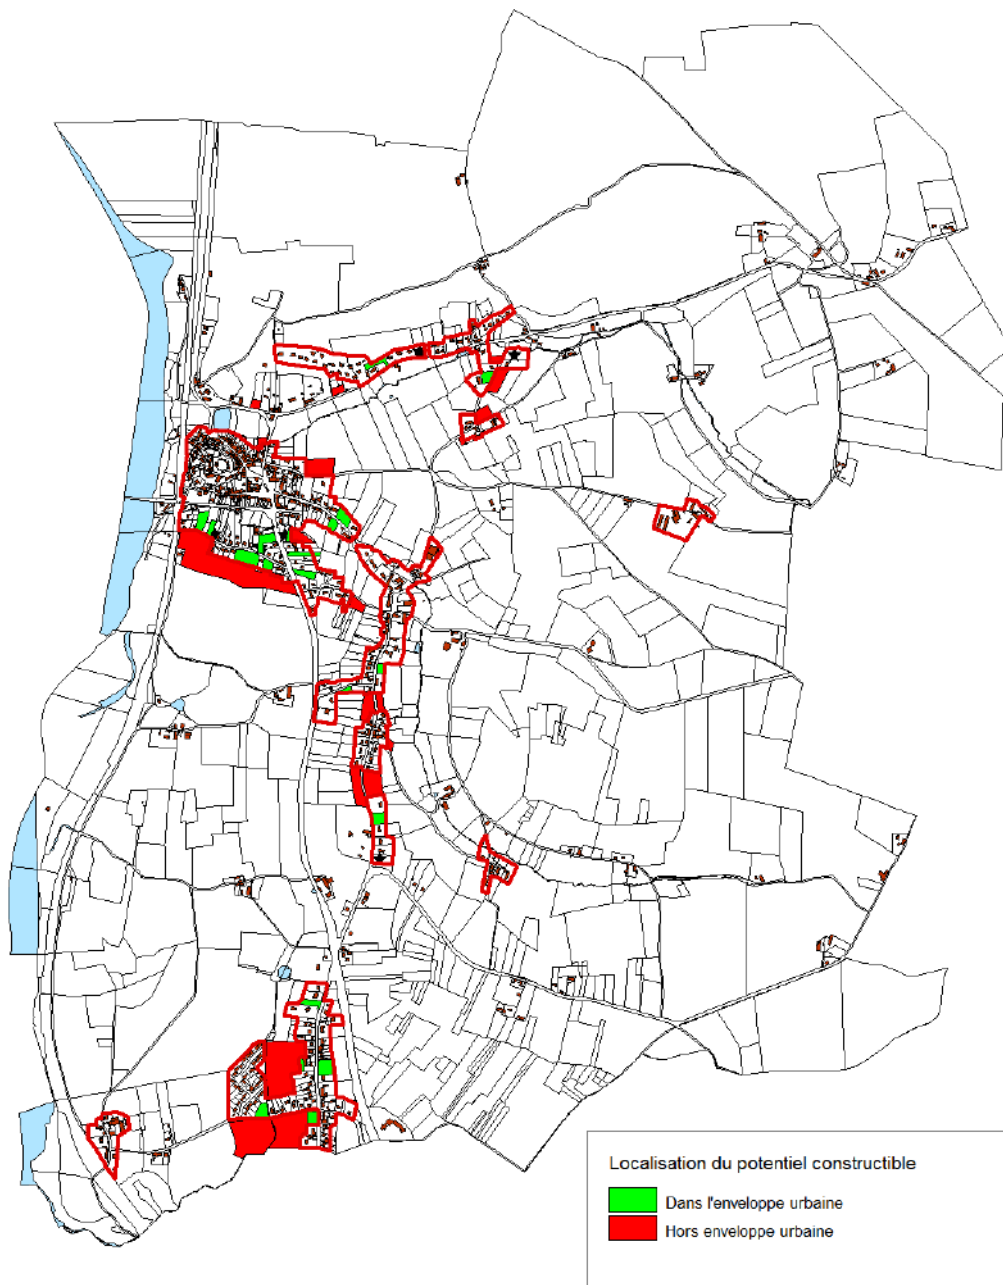 Localisation du potentiel constructible
Dans l'enveloppe urbaine
Hors enveloppe urbaine